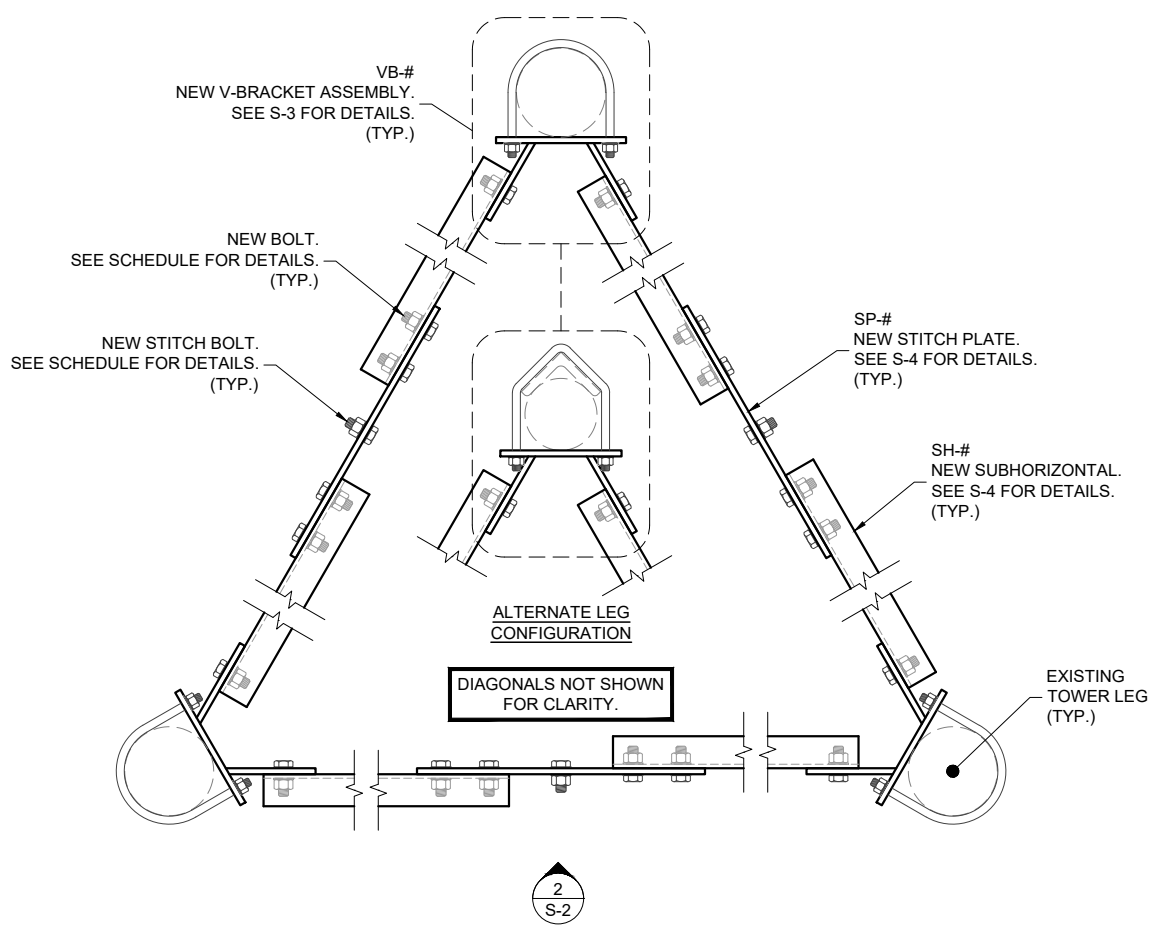 VB-#
NEW V-BRACKET ASSEMBLY.
SEE S-3 FOR DETAILS.
(TYP.)
NEW BOLT.
SEE SCHEDULE FOR DETAILS.
(TYP.)
NEW STITCH BOLT.
SEE SCHEDULE FOR DETAILS.
(TYP.)
SP-#
NEW STITCH PLATE.
SEE S-4 FOR DETAILS.
(TYP.)
SH-#
NEW SUBHORIZONTAL.
SEE S-4 FOR DETAILS.
(TYP.)
ALTERNATE LEG
CONFIGURATION
DIAGONALS NOT SHOWN
FOR CLARITY.
EXISTING
TOWER LEG
(TYP.)
2
S-2